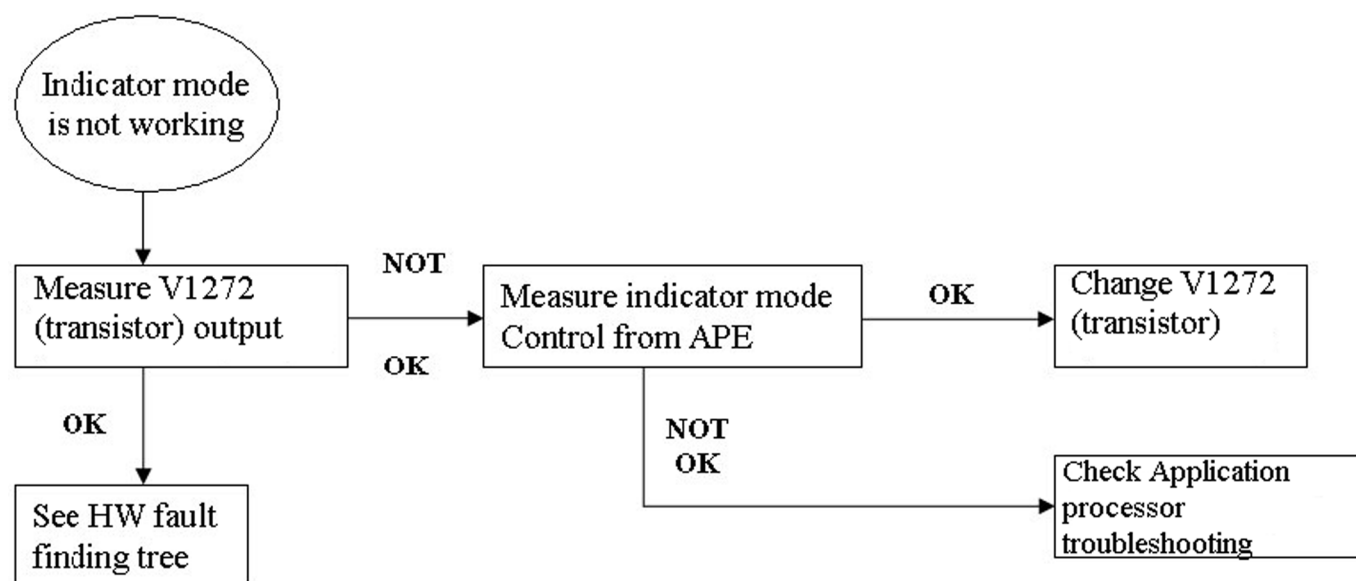 Indicator mode
is not working
Measure V1272
(transistor) output
NOT
OK
Measure indicator mode
Control from APE
OK
Change V1272
(transistor)
OK
See HW fault
finding tree
NOT
OK
Check Application
processor
troubleshooting